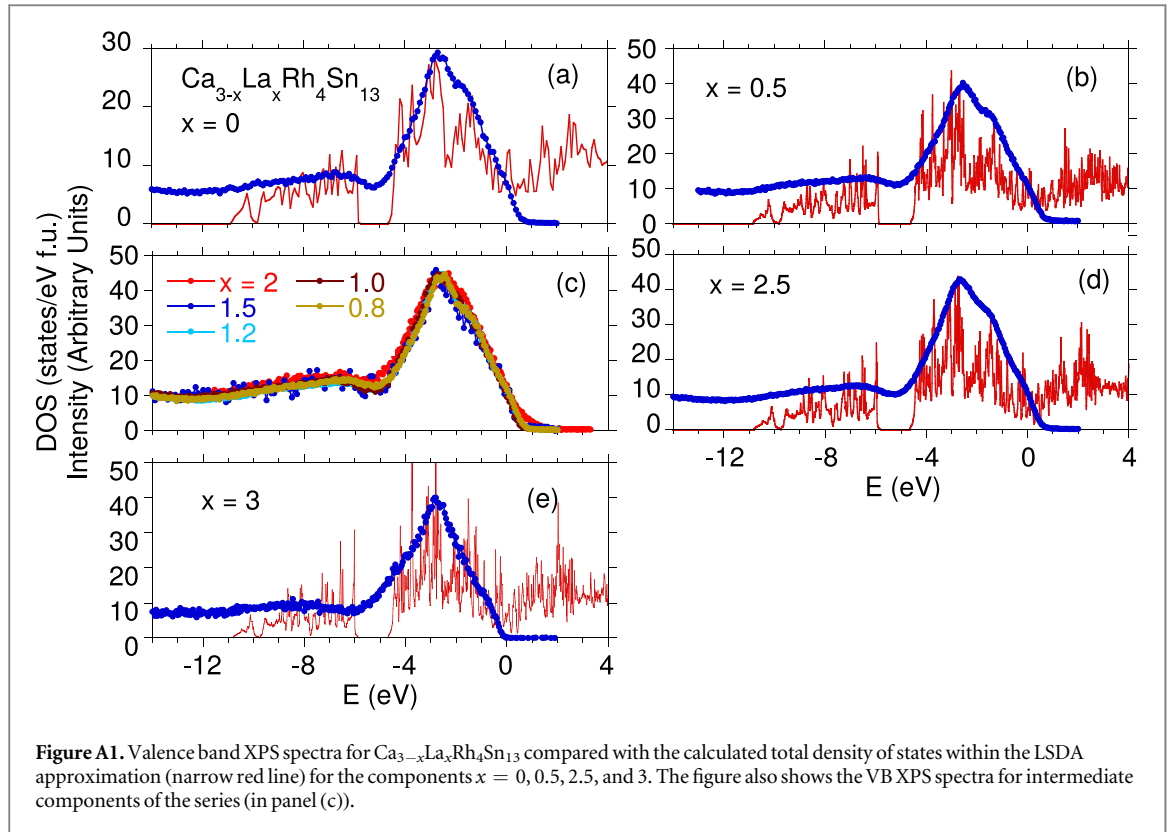 DOS (states/eV f.u.)
Intensity (Arbitrary Units)
30
20
10
0
Ca3-xLaxRh4Sn13
x = 0
(a)
50
40
30
20
10
0
x = 0.5
(b)
50
40
30
20
10
0
x = 2
1.5
1.2
1.0
0.8
(c)
50
40
30
20
10
0
x = 2.5
(d)
-12 -8 -4 0 4
E (eV)
50
40
30
20
10
0
x = 3
(e)
-12 -8 -4 0 4
E (eV)
Figure A1. Valence band XPS spectra for Ca3−xLaxRh4Sn13 compared with the calculated total density of states within the LSDA
approximation (narrow red line) for the components x = 0, 0.5, 2.5, and 3. The figure also shows the VB XPS spectra for intermediate
components of the series (in panel (c)).